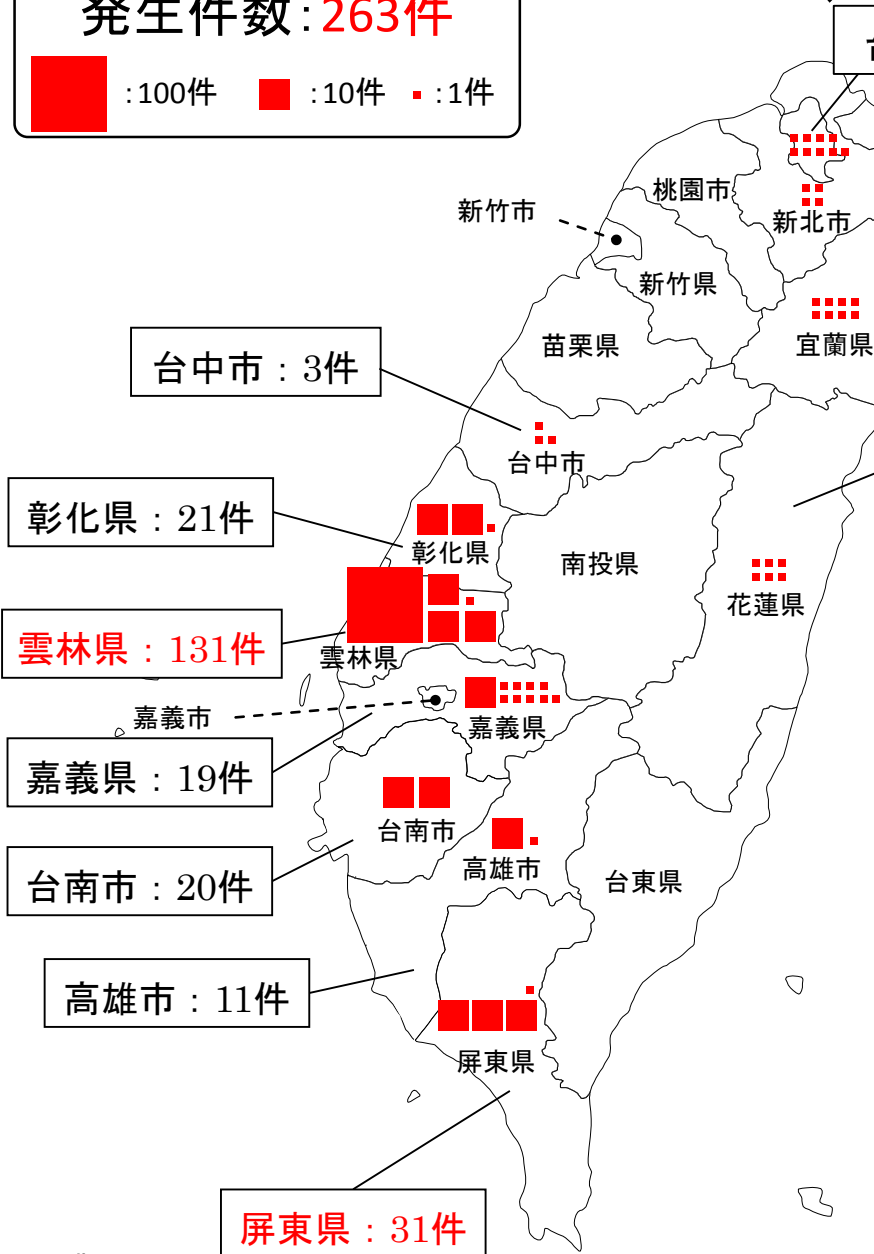 発生件数:263件
:100件 :10件 :1件
桃園市
新竹市
新北市
新竹県
苗栗県
宜蘭県
台中市：3件
台中市
彰化県：21件
彰化県
南投県
花蓮県
雲林県：131件
雲林県
嘉義市
嘉義県
嘉義県：19件
台南市
高雄市
台南市：20件
台東県
高雄市：11件
屏東県
屏東県：31件